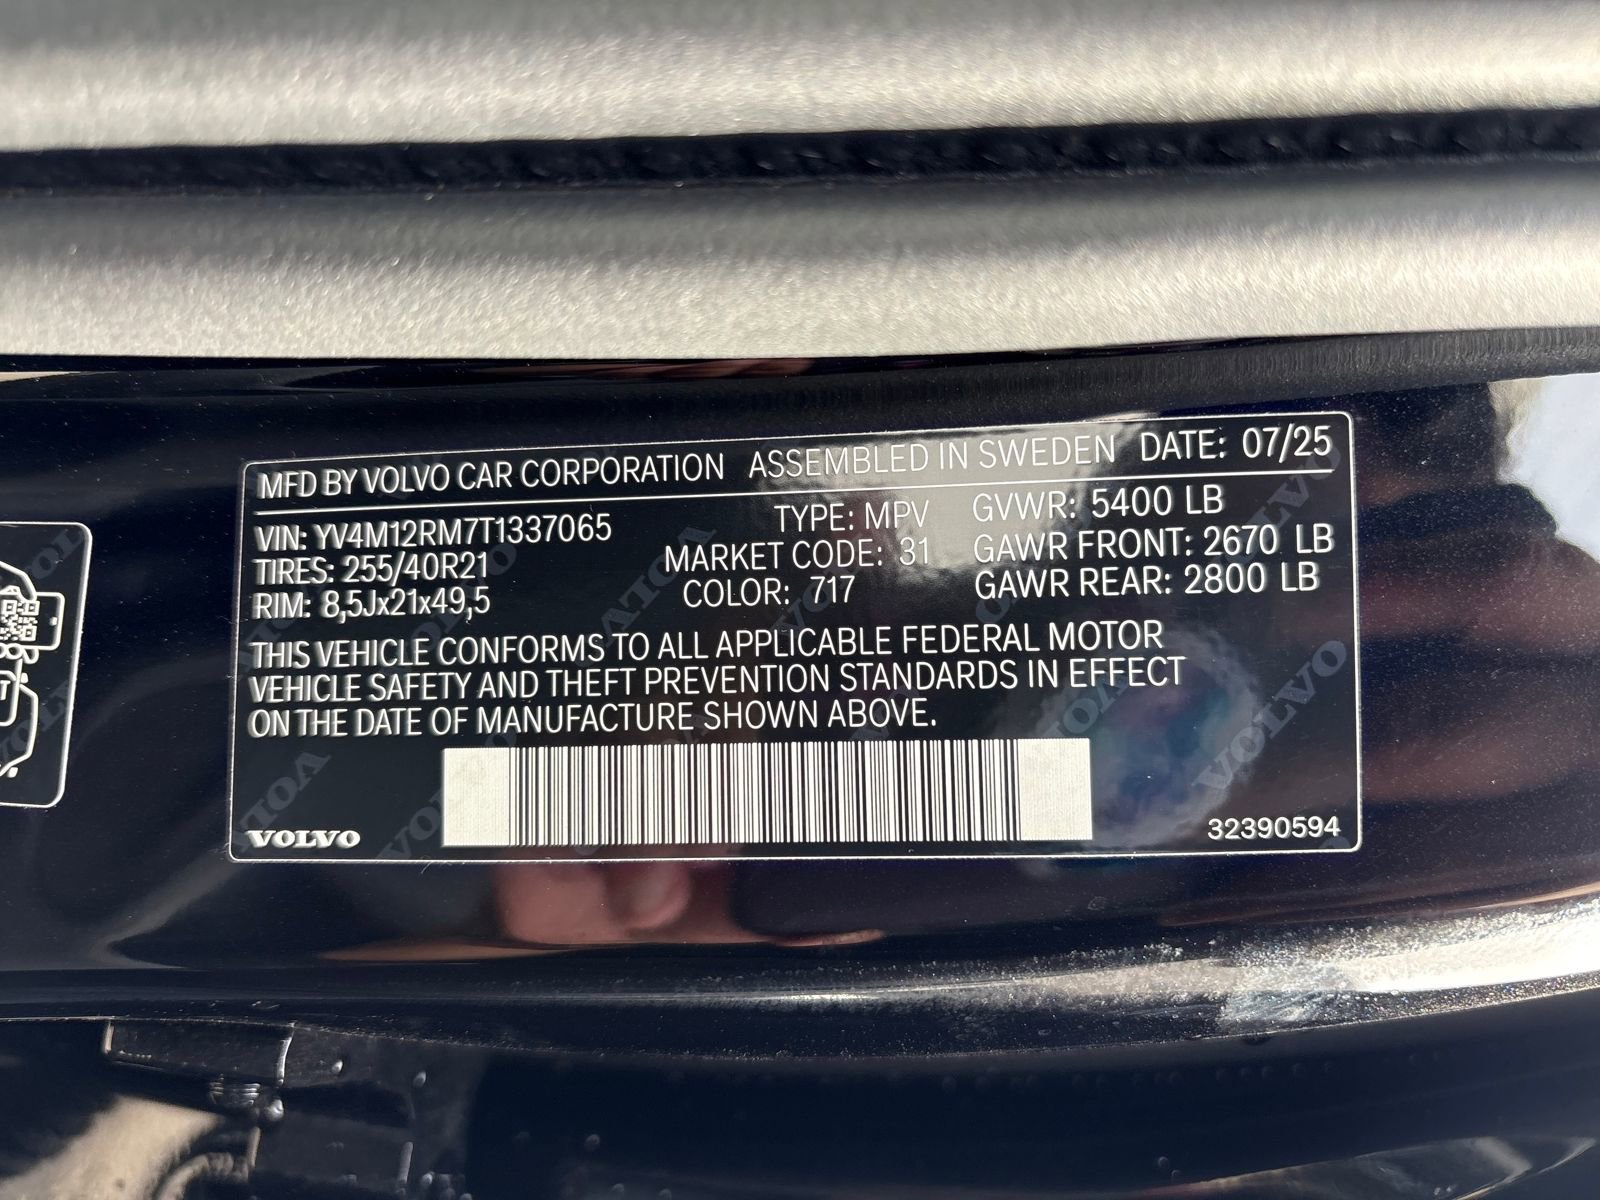 MFD BY VOLVO CAR CORPORATION ASSEMBLED IN SWEDEN DATE: 07/25
VIN: YV4M12RM7T1337065 TYPE: MPV GVWR: 5400 LB
TIRES: 255/40R21 MARKET CODE: 31 GAWR FRONT: 2670 LB
RIM: 8,5Jx21x49,5 COLOR: 717 GAWR REAR: 2800 LB
THIS VEHICLE CONFORMS TO ALL APPLICABLE FEDERAL MOTOR
VEHICLE SAFETY AND THEFT PREVENTION STANDARDS IN EFFECT
ON THE DATE OF MANUFACTURE SHOWN ABOVE.
VOLVO 32390594